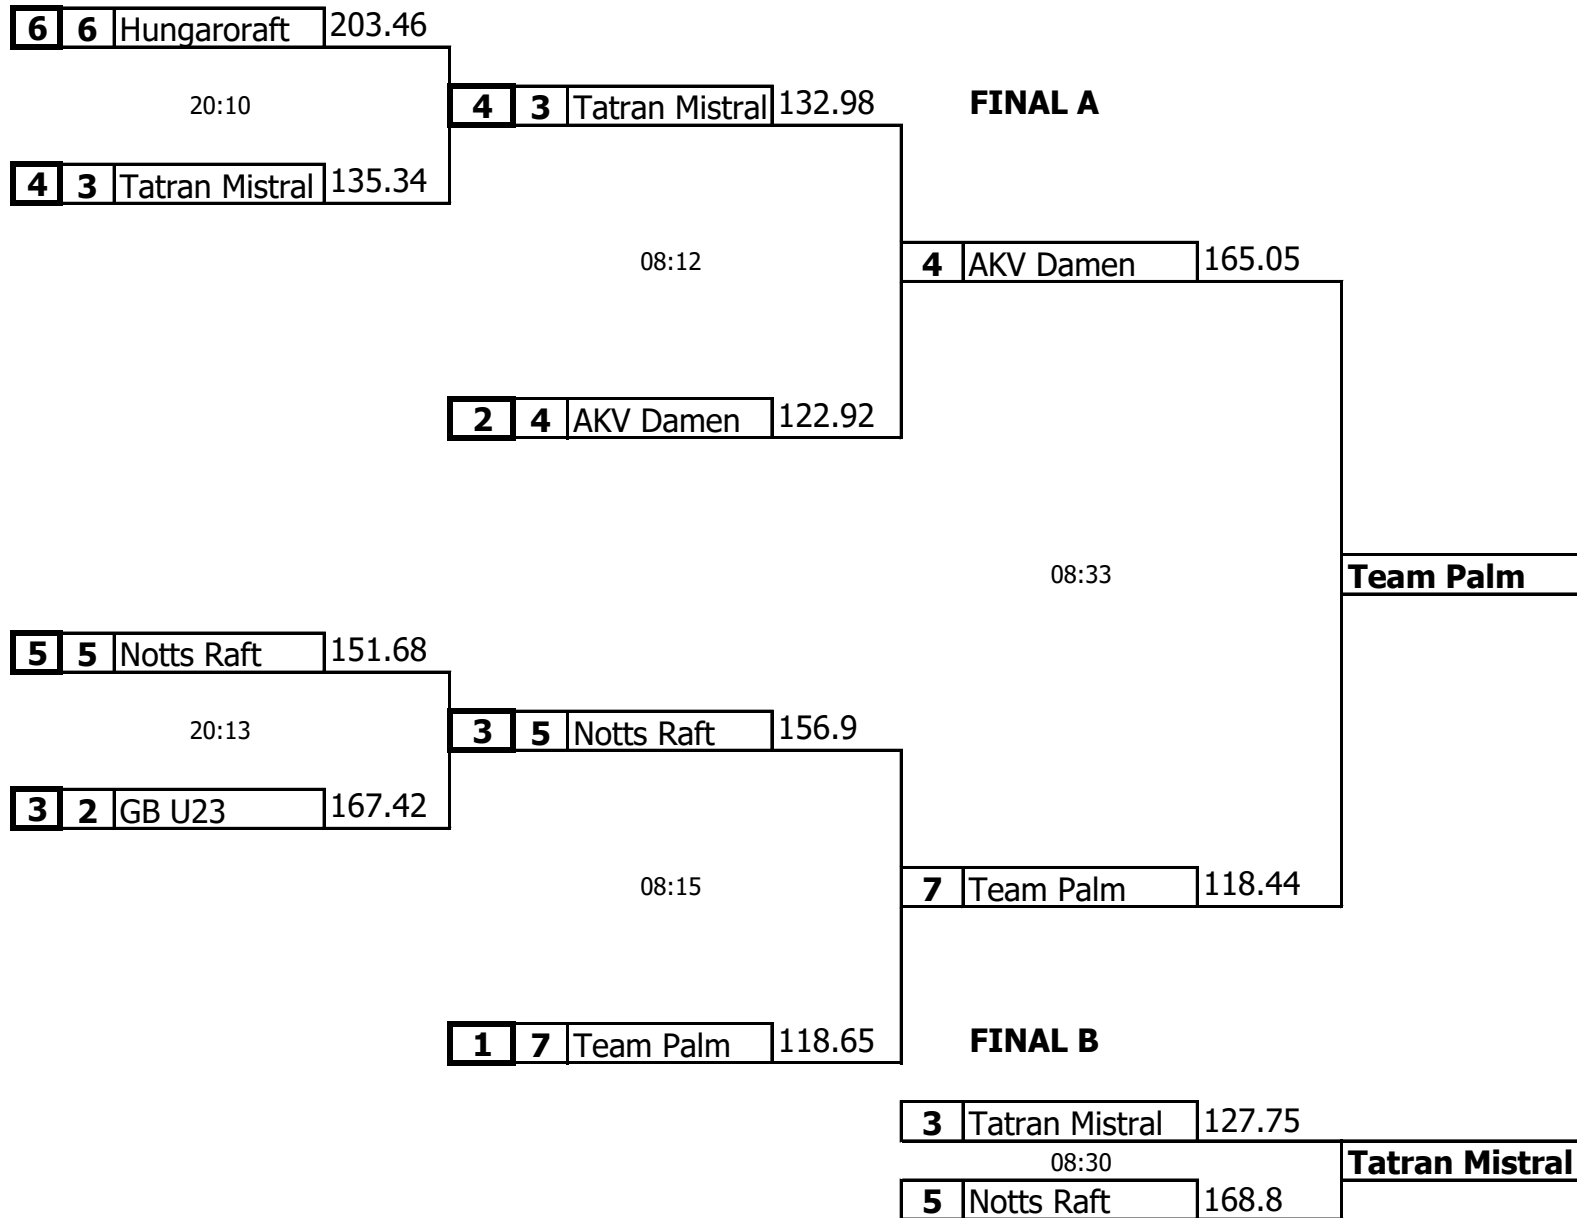 6 6 Hungaroraft 203.46
20:10 4 3 Tatran Mistral 132.98 FINAL A
4 3 Tatran Mistral 135.34
08:12 4 AKV Damen 165.05
2 4 AKV Damen 122.92
08:33 Team Palm
5 5 Notts Raft 151.68
20:13 3 5 Notts Raft 156.9
3 2 GB U23 167.42
08:15 7 Team Palm 118.44
1 7 Team Palm 118.65 FINAL B
3 Tatran Mistral 127.75
08:30 Tatran Mistral
5 Notts Raft 168.8